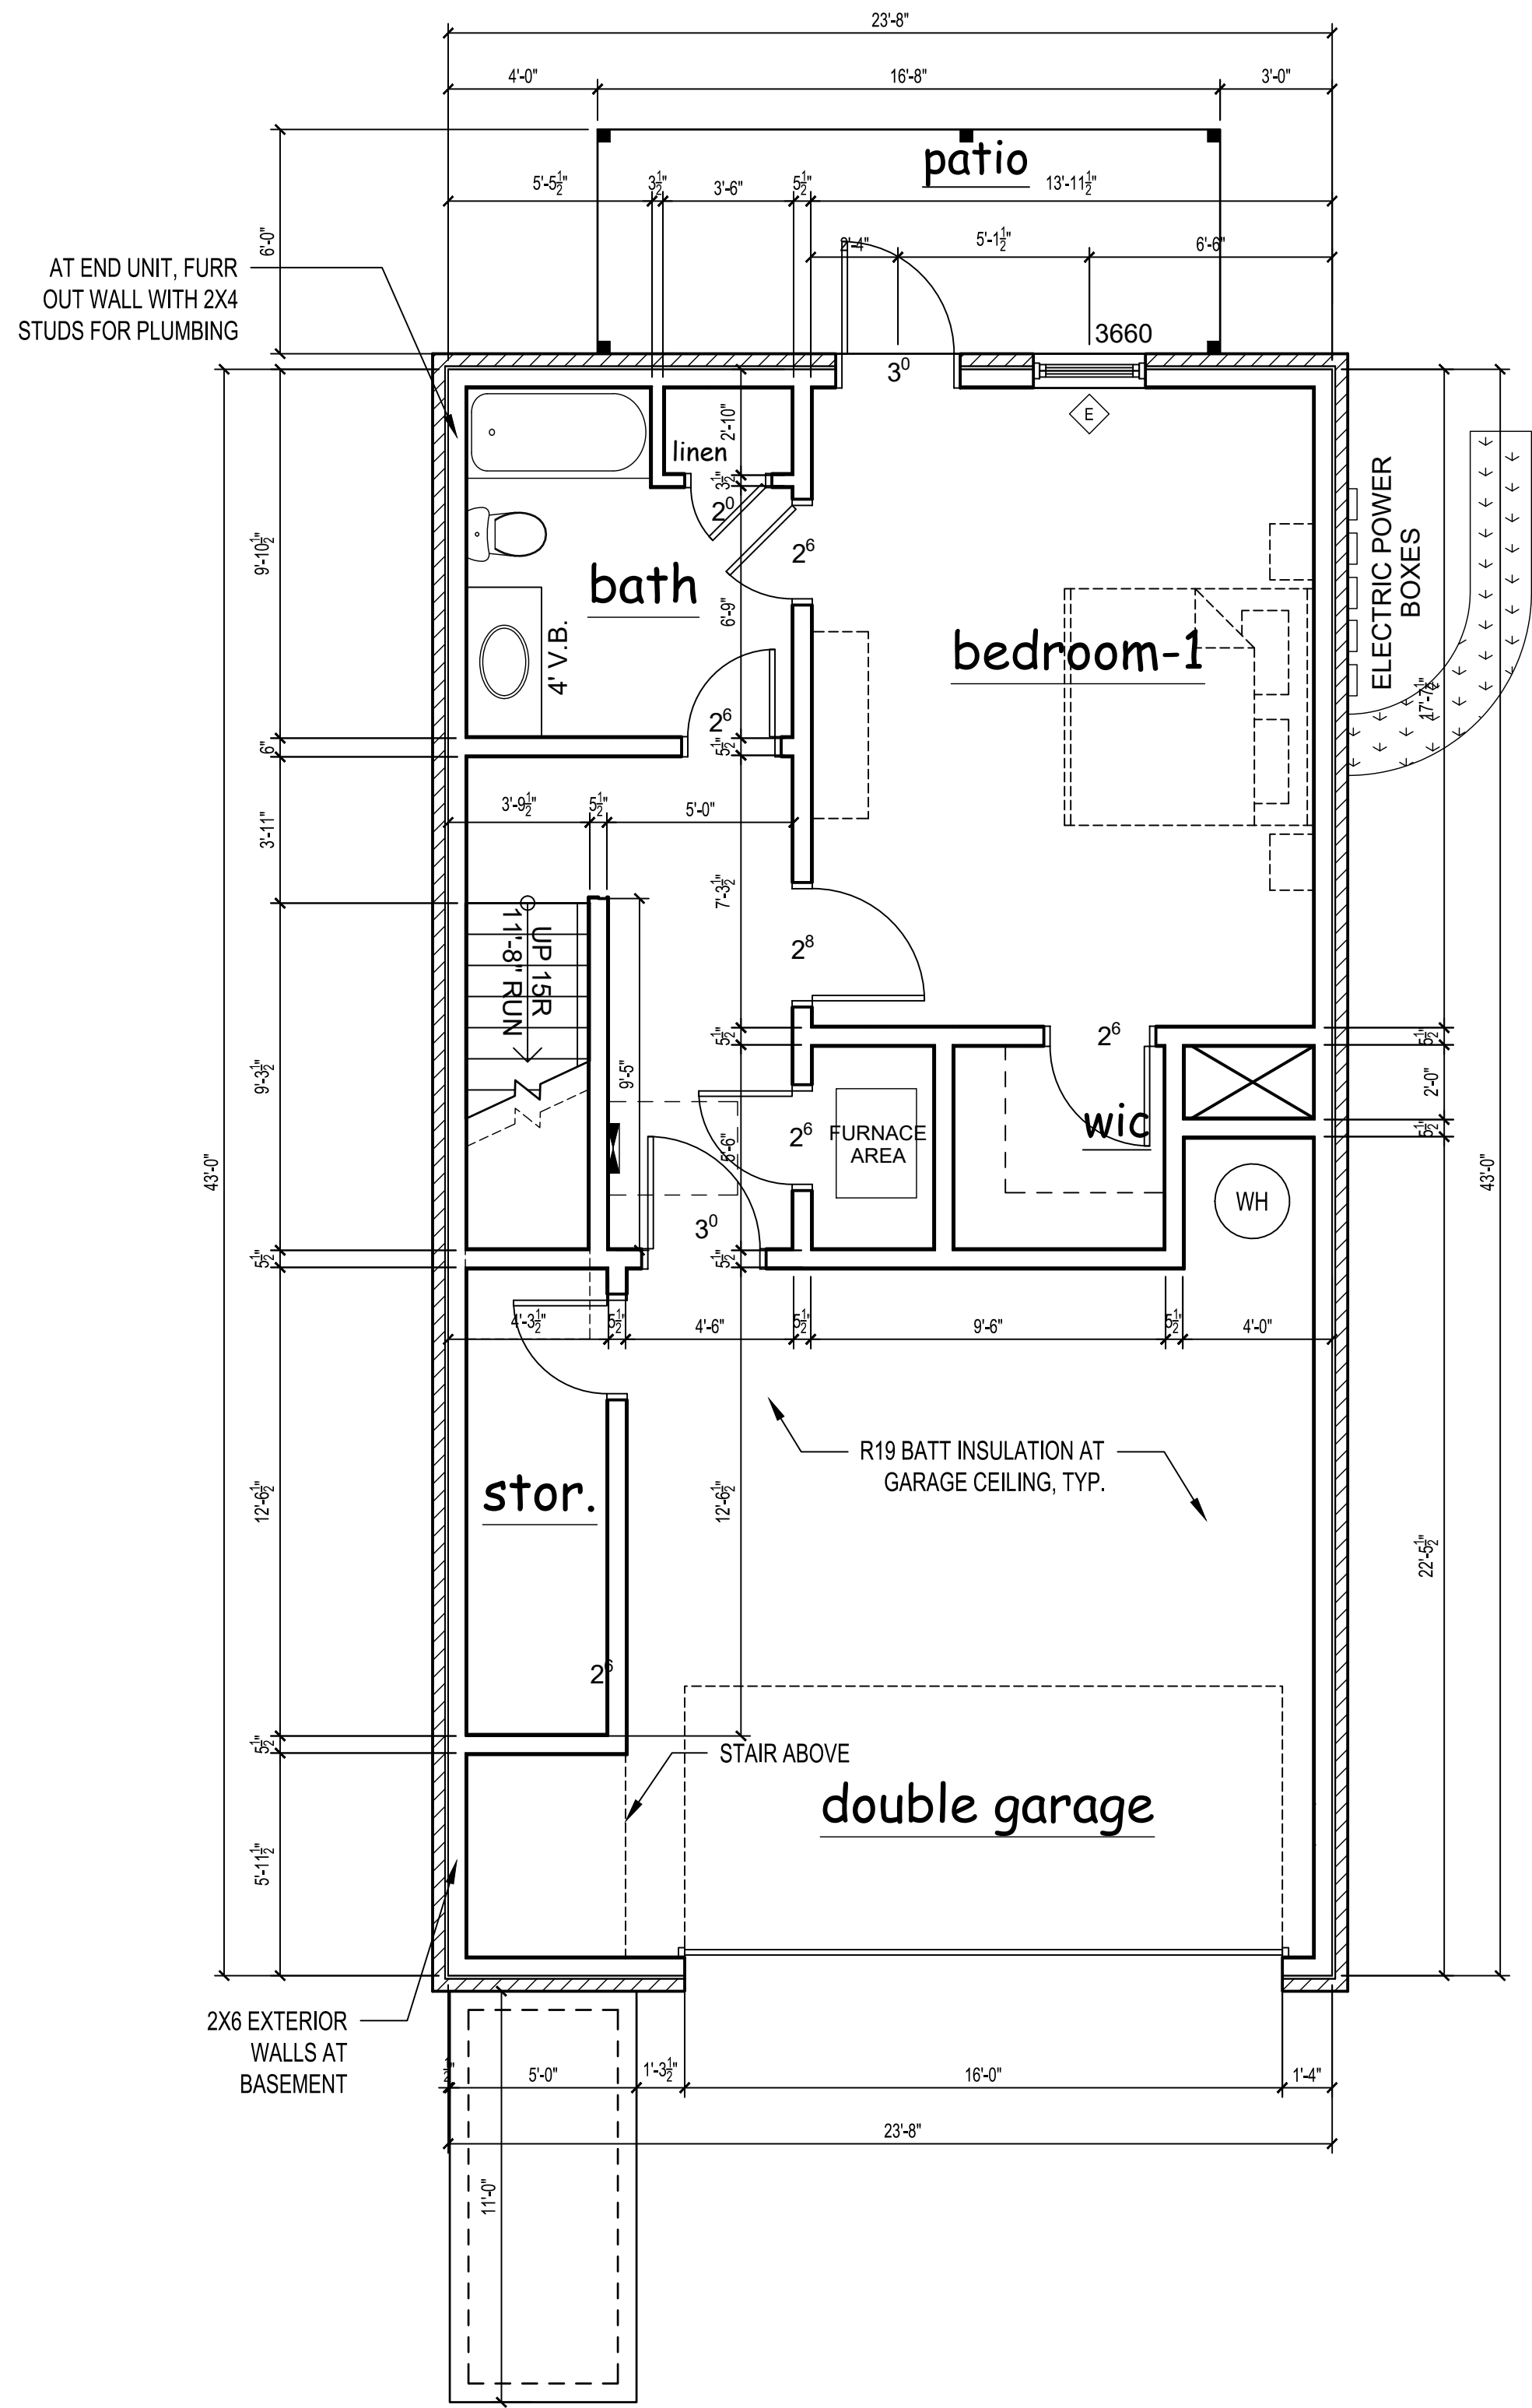 23'-8"
4'-0"
16'-8"
3'-0"
patio
5'-5½"
3½"
3'-6"
5½"
13'-11½"
2'-4"
5'-1½"
6'-6"
6'-0"
AT END UNIT, FURR
OUT WALL WITH 2X4
STUDS FOR PLUMBING
3660
3⁰
E
2'-10"
linen
3½"
2⁰
2⁶
bath
6'-9"
4' V.B.
bedroom-1
ELECTRIC POWER
BOXES
17'-7½"
9'-10½"
2⁶
5½"
6"
3'-9½"
5½"
5'-0"
3'-11"
7'-3½"
UP 15R
11'-8" RUN
2⁸
5½"
2⁶
5½"
2'-0"
9'-3½"
9'-5"
wic
5½"
2⁶
FURNACE
AREA
5'-6"
43'-0"
43'-0"
WH
3⁰
5½"
5½"
4'-3½"
5½"
4'-6"
5½"
9'-6"
5½"
4'-0"
R19 BATT INSULATION AT
GARAGE CEILING, TYP.
stor.
12'-6½"
12'-6½"
22'-5½"
2⁶
5½"
STAIR ABOVE
double garage
5'-11½"
2X6 EXTERIOR
WALLS AT
BASEMENT
½"
5'-0"
1'-3½"
16'-0"
1'-4"
23'-8"
11'-0"